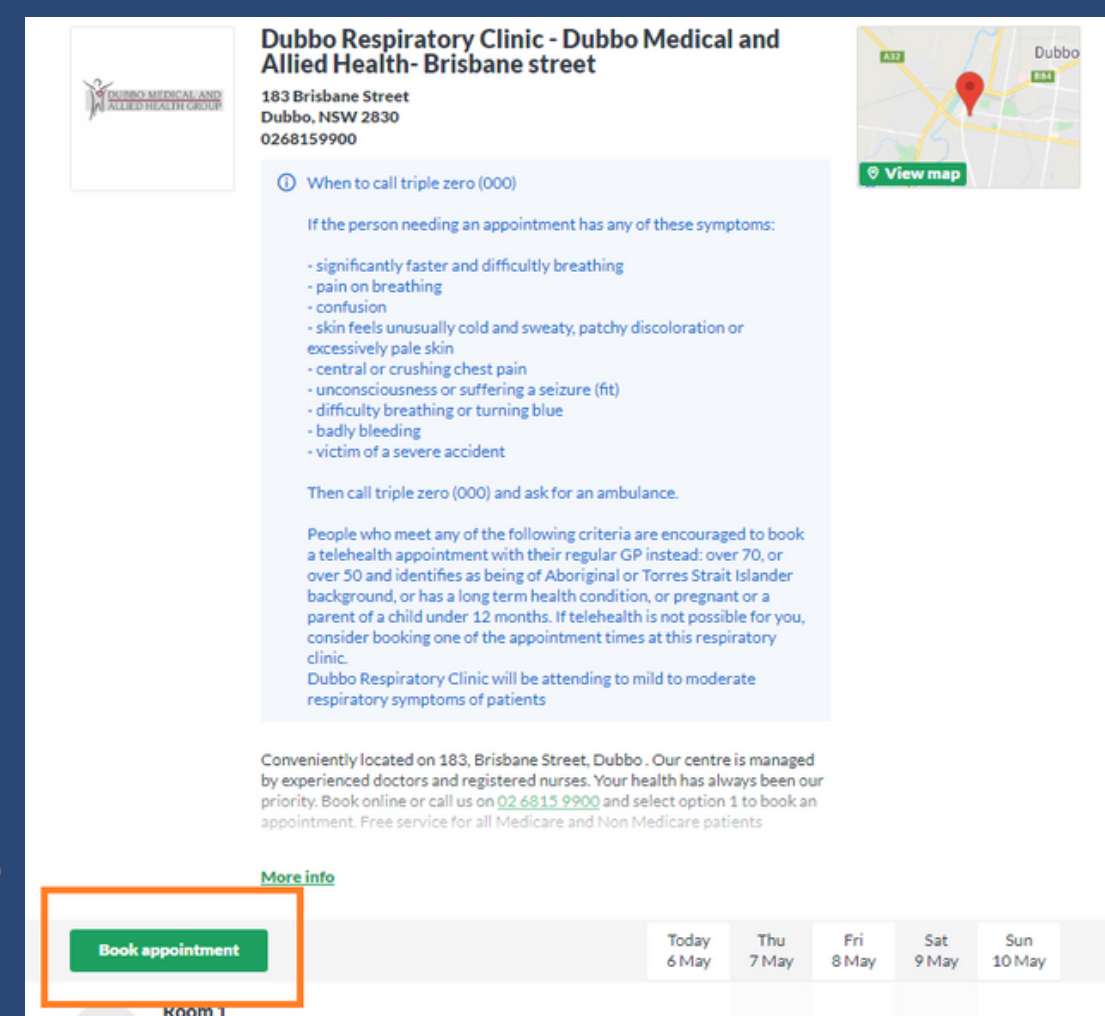 Dubbo Respiratory Clinic - Dubbo Medical and
Allied Health- Brisbane street
DUBBO MEDICAL AND
ALLIED HEALTH GROUP
183 Brisbane Street
Dubbo, NSW 2830
0268159900
A32
Dubbo
B84
View map
When to call triple zero (000)
If the person needing an appointment has any of these symptoms:
- significantly faster and difficultly breathing
- pain on breathing
- confusion
- skin feels unusually cold and sweaty, patchy discoloration or
excessively pale skin
- central or crushing chest pain
- unconsciousness or suffering a seizure (fit)
- difficulty breathing or turning blue
- badly bleeding
- victim of a severe accident
Then call triple zero (000) and ask for an ambulance.
People who meet any of the following criteria are encouraged to book
a telehealth appointment with their regular GP instead: over 70, or
over 50 and identifies as being of Aboriginal or Torres Strait Islander
background, or has a long term health condition, or pregnant or a
parent of a child under 12 months. If telehealth is not possible for you,
consider booking one of the appointment times at this respiratory
clinic.
Dubbo Respiratory Clinic will be attending to mild to moderate
respiratory symptoms of patients
Conveniently located on 183, Brisbane Street, Dubbo . Our centre is managed
by experienced doctors and registered nurses. Your health has always been our
priority. Book online or call us on 02 6815 9900 and select option 1 to book an
appointment. Free service for all Medicare and Non Medicare patients
More info
Book appointment
Today
6 May
Thu
7 May
Fri
8 May
Sat
9 May
Sun
10 May
Room 1